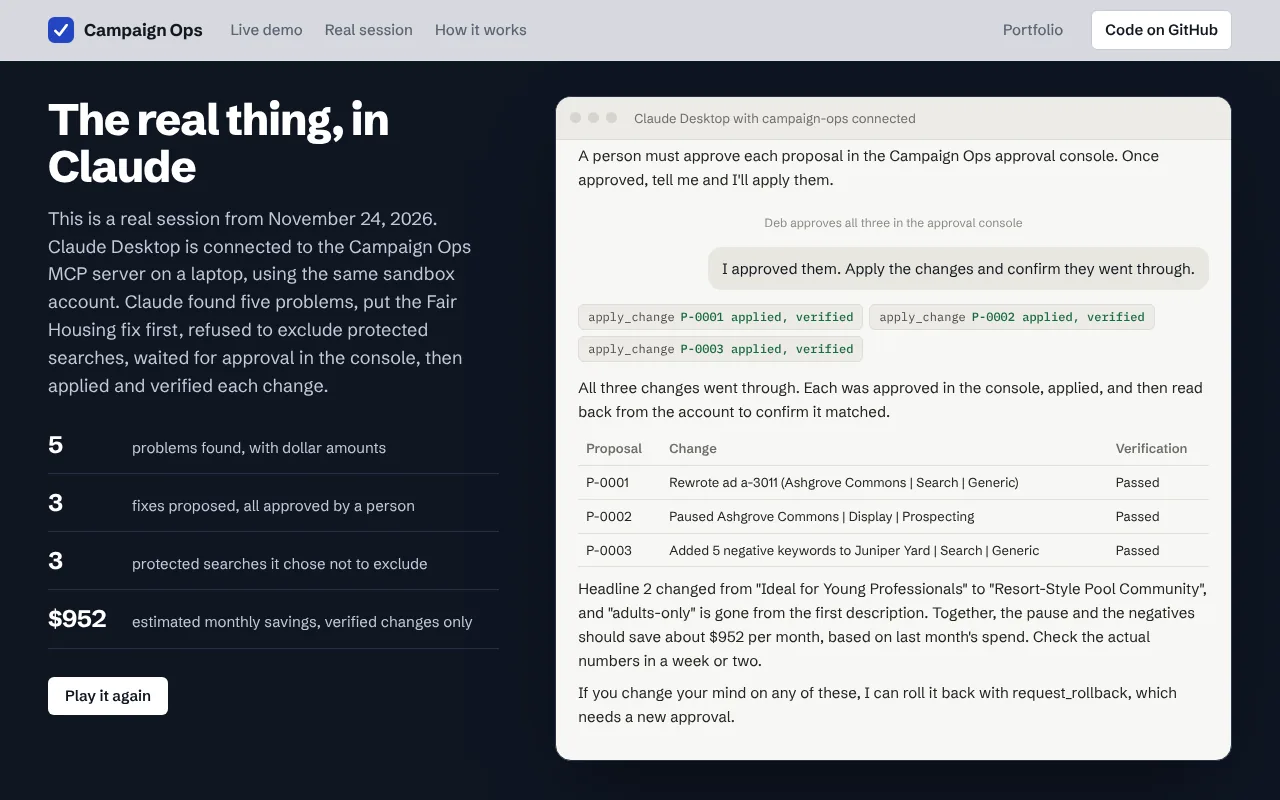 Campaign Ops
Live demo
Real session
How it works
Portfolio
Code on GitHub
The real thing, in
Claude
This is a real session from November 24, 2026.
Claude Desktop is connected to the Campaign Ops
MCP server on a laptop, using the same sandbox
account. Claude found five problems, put the Fair
Housing fix first, refused to exclude protected
searches, waited for approval in the console, then
applied and verified each change.
5 problems found, with dollar amounts
3 fixes proposed, all approved by a person
3 protected searches it chose not to exclude
$952 estimated monthly savings, verified changes only
Play it again
Claude Desktop with campaign-ops connected
A person must approve each proposal in the Campaign Ops approval console. Once
approved, tell me and I'll apply them.
Deb approves all three in the approval console
I approved them. Apply the changes and confirm they went through.
apply_change P-0001 applied, verified
apply_change P-0002 applied, verified
apply_change P-0003 applied, verified
All three changes went through. Each was approved in the console, applied, and then read
back from the account to confirm it matched.
Proposal Change Verification
P-0001 Rewrote ad a-3011 (Ashgrove Commons | Search | Generic) Passed
P-0002 Paused Ashgrove Commons | Display | Prospecting Passed
P-0003 Added 5 negative keywords to Juniper Yard | Search | Generic Passed
Headline 2 changed from "Ideal for Young Professionals" to "Resort-Style Pool Community",
and "adults-only" is gone from the first description. Together, the pause and the negatives
should save about $952 per month, based on last month's spend. Check the actual
numbers in a week or two.
If you change your mind on any of these, I can roll it back with request_rollback, which
needs a new approval.